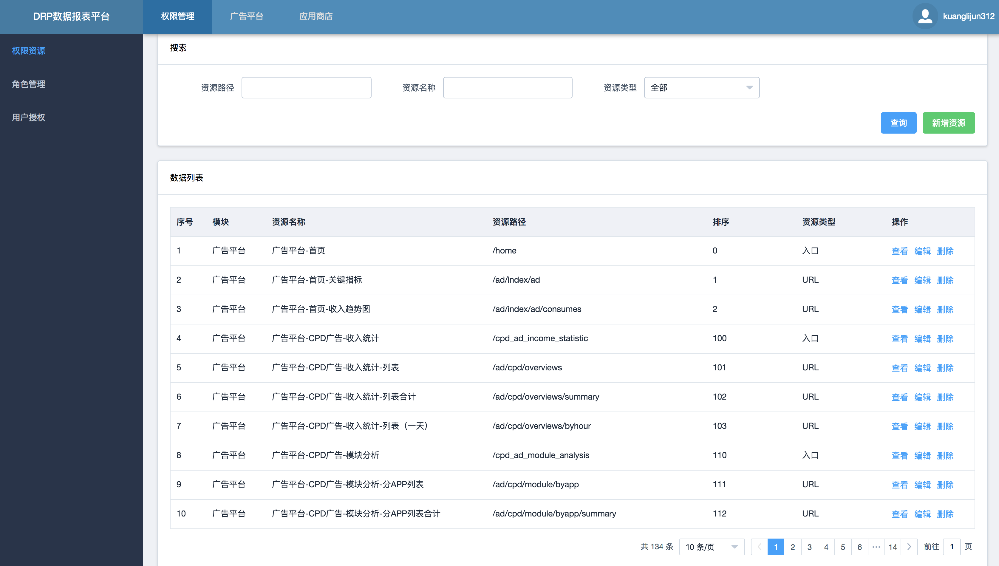 DRP数据报表平台 权限管理 广告平台 应用商店 kuanglijun312
权限资源
角色管理
用户授权
搜索
资源路径 资源名称 资源类型 全部
查询 新增资源
数据列表
序号 模块 资源名称 资源路径 排序 资源类型 操作
1 广告平台 广告平台-首页 /home 0 入口 查看 编辑 删除
2 广告平台 广告平台-首页-关键指标 /ad/index/ad 1 URL 查看 编辑 删除
3 广告平台 广告平台-首页-收入趋势图 /ad/index/ad/consumes 2 URL 查看 编辑 删除
4 广告平台 广告平台-CPD广告-收入统计 /cpd_ad_income_statistic 100 入口 查看 编辑 删除
5 广告平台 广告平台-CPD广告-收入统计-列表 /ad/cpd/overviews 101 URL 查看 编辑 删除
6 广告平台 广告平台-CPD广告-收入统计-列表合计 /ad/cpd/overviews/summary 102 URL 查看 编辑 删除
7 广告平台 广告平台-CPD广告-收入统计-列表（一天） /ad/cpd/overviews/byhour 103 URL 查看 编辑 删除
8 广告平台 广告平台-CPD广告-模块分析 /cpd_ad_module_analysis 110 入口 查看 编辑 删除
9 广告平台 广告平台-CPD广告-模块分析-分APP列表 /ad/cpd/module/byapp 111 URL 查看 编辑 删除
10 广告平台 广告平台-CPD广告-模块分析-分APP列表合计 /ad/cpd/module/byapp/summary 112 URL 查看 编辑 删除
共 134 条 10 条/页 1 2 3 4 5 6 ••• 14 前往 1 页